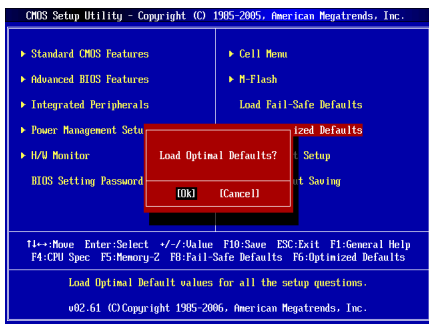 CMOS Setup Utility - Copyright (C) 1985-2005, American Megatrends, Inc.
Standard CMOS Features
Cell Menu
Advanced BIOS Features
M-Flash
Integrated Peripherals
Load Fail-Safe Defaults
Power Management Setu
ized Defaults
H/W Monitor
Load Optimal Defaults?
t Setup
BIOS Setting Password
ut Saving
[Ok] [Cancel]
↑↓←→:Move Enter:Select +/-/:Value F10:Save ESC:Exit F1:General Help
F4:CPU Spec F5:Memory-Z F8:Fail-Safe Defaults F6:Optimized Defaults
Load Optimal Default values for all the setup questions.
v02.61 (C)Copyright 1985-2006, American Megatrends, Inc.